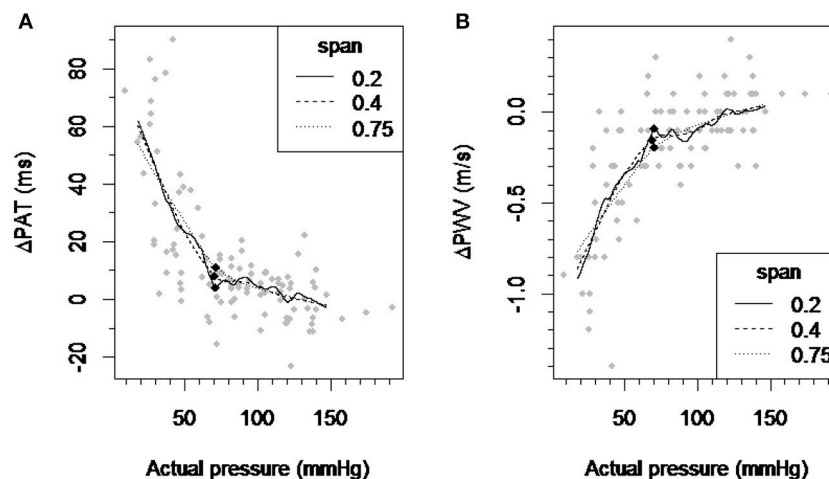 A
span
0.2
0.4
0.75
ΔPAT (ms)
80
60
40
20
0
-20
50 100 150
Actual pressure (mmHg)
B
ΔPWV (m/s)
0.0
-0.5
-1.0
span
0.2
0.4
0.75
50 100 150
Actual pressure (mmHg)